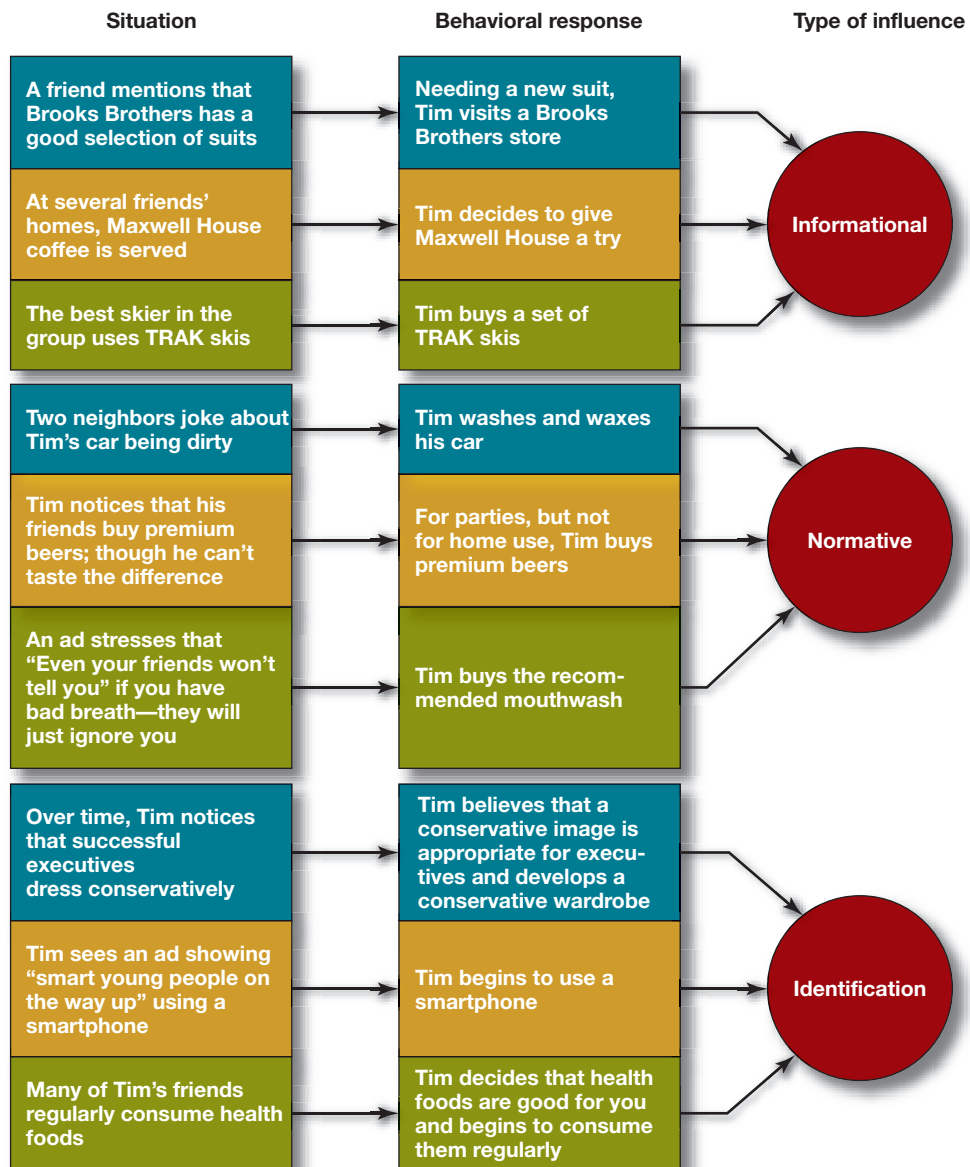 Situation
Behavioral response
Type of influence
A friend mentions that
Brooks Brothers has a
good selection of suits
Needing a new suit,
Tim visits a Brooks
Brothers store
At several friends’
homes, Maxwell House
coffee is served
Tim decides to give
Maxwell House a try
Informational
The best skier in the
group uses TRAK skis
Tim buys a set of
TRAK skis
Two neighbors joke about
Tim’s car being dirty
Tim washes and waxes
his car
Tim notices that his
friends buy premium
beers; though he can’t
taste the difference
For parties, but not
for home use, Tim buys
premium beers
Normative
An ad stresses that
“Even your friends won’t
tell you” if you have
bad breath—they will
just ignore you
Tim buys the recom-
mended mouthwash
Over time, Tim notices
that successful
executives
dress conservatively
Tim believes that a
conservative image is
appropriate for execu-
tives and develops a
conservative wardrobe
Tim sees an ad showing
“smart young people on
the way up” using a
smartphone
Tim begins to use a
smartphone
Identification
Many of Tim’s friends
regularly consume health
foods
Tim decides that health
foods are good for you
and begins to consume
them regularly